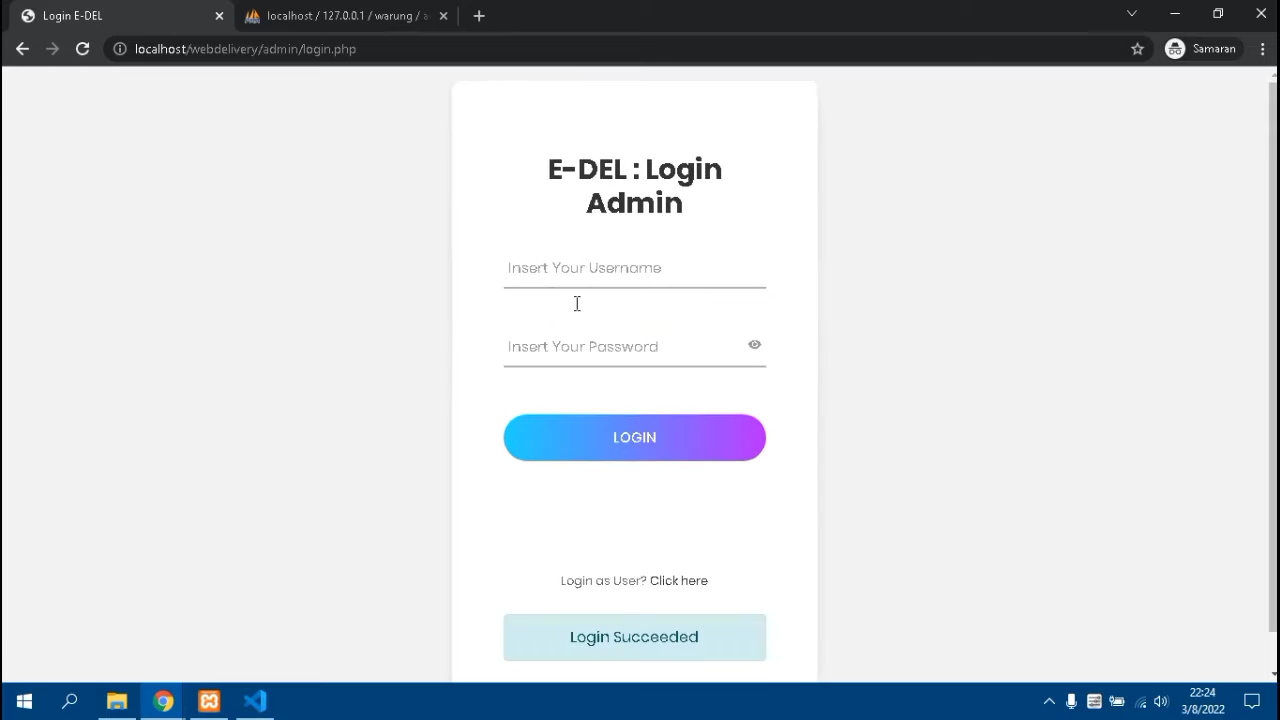 Login E-DEL
localhost / 127.0.0.1 / warung / a
localhost/webdelivery/admin/login.php
Samaran
E-DEL : Login
Admin
Insert Your Username
Insert Your Password
LOGIN
Login as User? Click here
Login Succeeded
22:24
3/8/2022